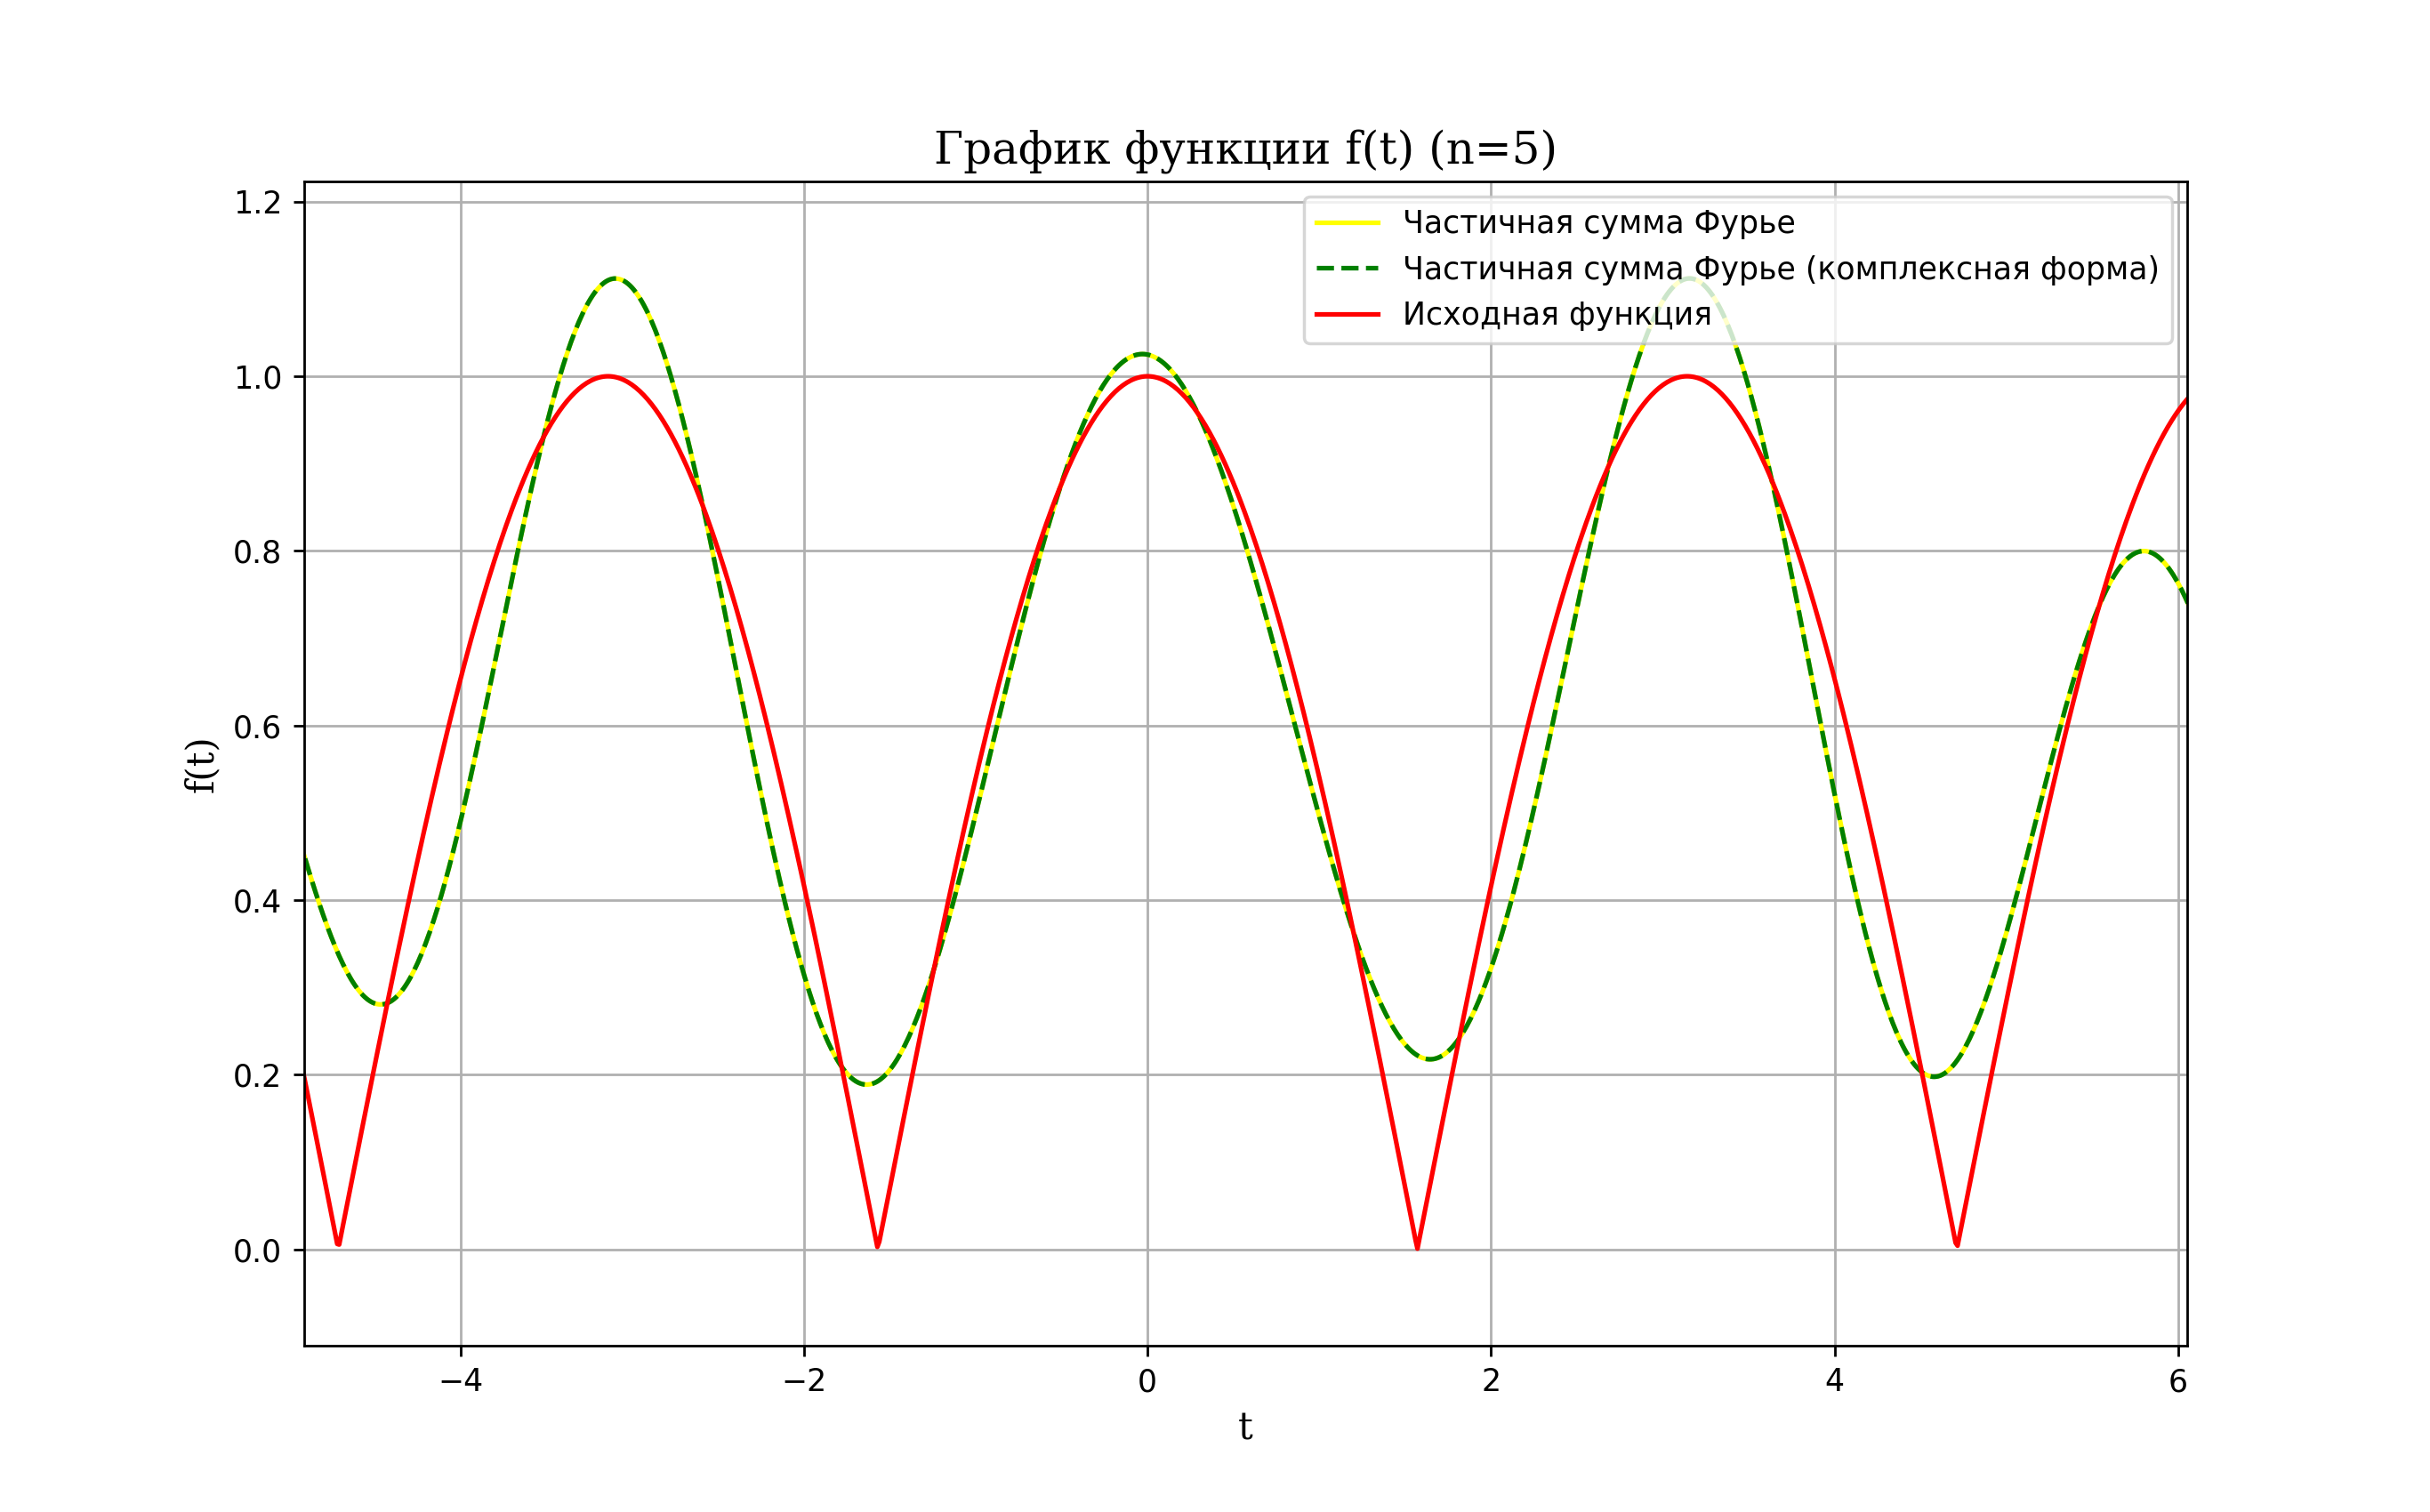 График функции f(t) (n=5)
Частичная сумма Фурье
Частичная сумма Фурье (комплексная форма)
Исходная функция
1.2
1.0
0.8
0.6
0.4
0.2
0.0
f(t)
−4 −2 0 2 4 6
t